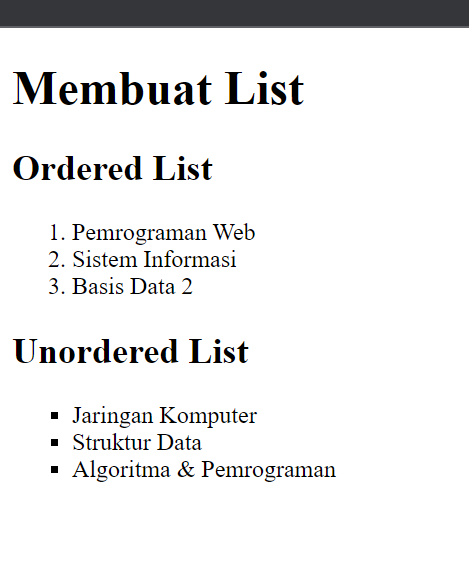 Membuat List
Ordered List
1. Pemrograman Web
2. Sistem Informasi
3. Basis Data 2
Unordered List
▪ Jaringan Komputer
▪ Struktur Data
▪ Algoritma & Pemrograman